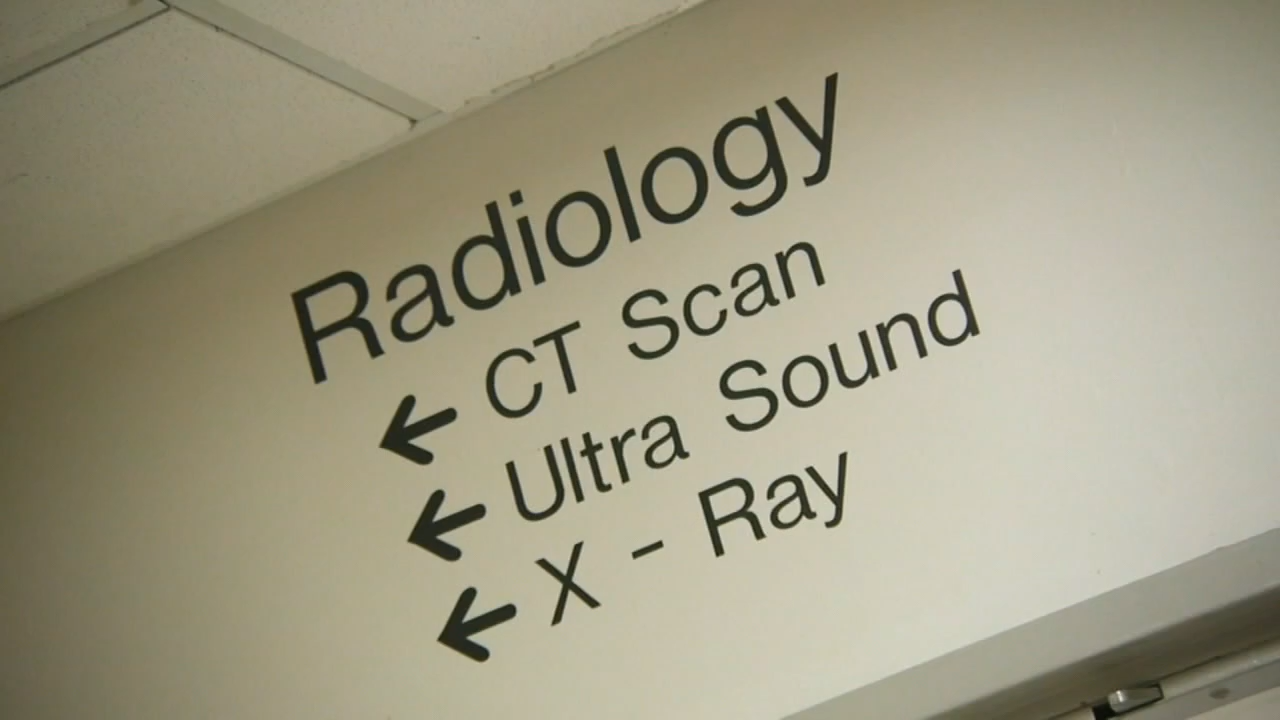 Radiology
← CT Scan
← Ultra Sound
← X - Ray